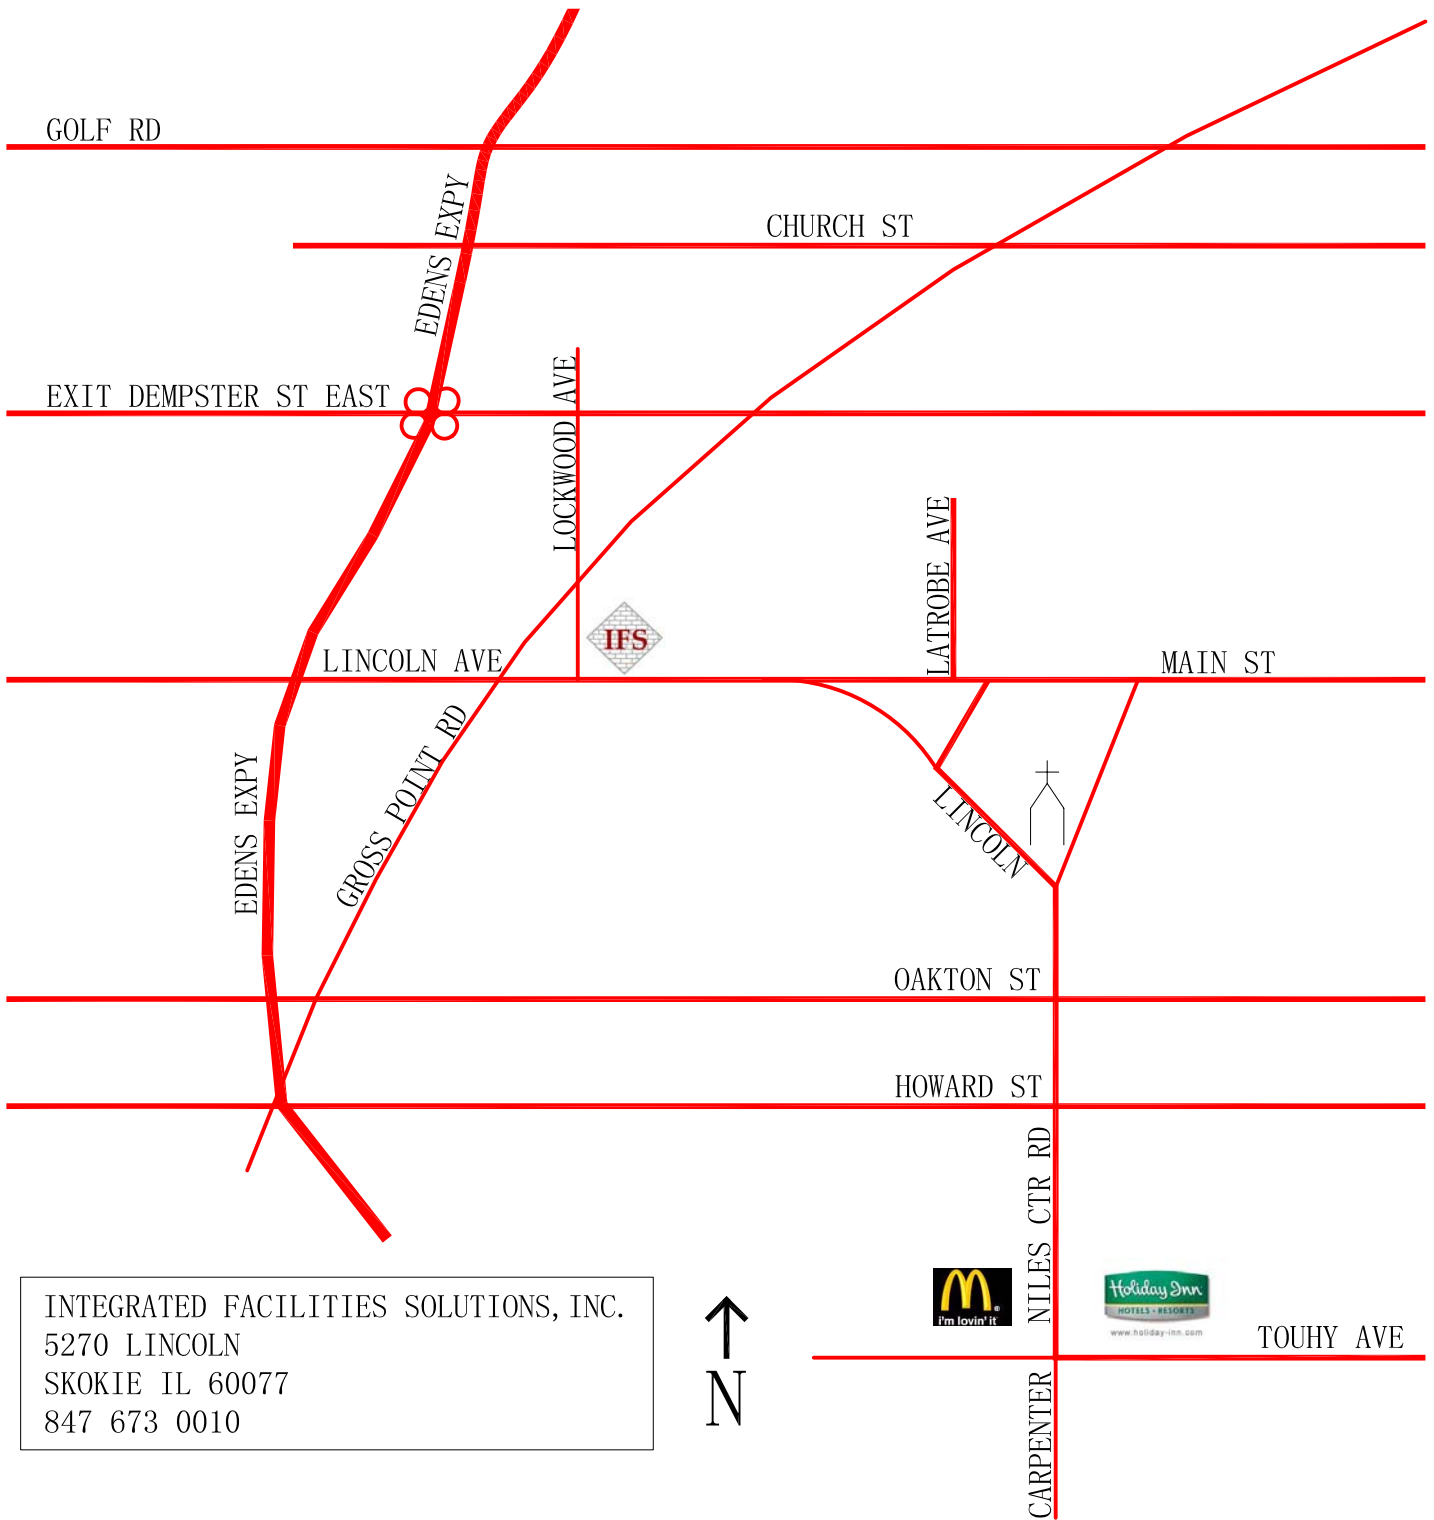 GOLF RD
EDENS EXPY
CHURCH ST
EXIT DEMPSTER ST EAST
LOCKWOOD AVE
LATROBE AVE
IFS
LINCOLN AVE
MAIN ST
GROSS POINT RD
EDENS EXPY
LINCOLN
OAKTON ST
HOWARD ST
NILES CTR RD
i'm lovin' it
Holiday Inn
HOTELS · RESORTS
www.holiday-inn.com
TOUHY AVE
CARPENTER
INTEGRATED FACILITIES SOLUTIONS, INC.
5270 LINCOLN
SKOKIE IL 60077
847 673 0010
N